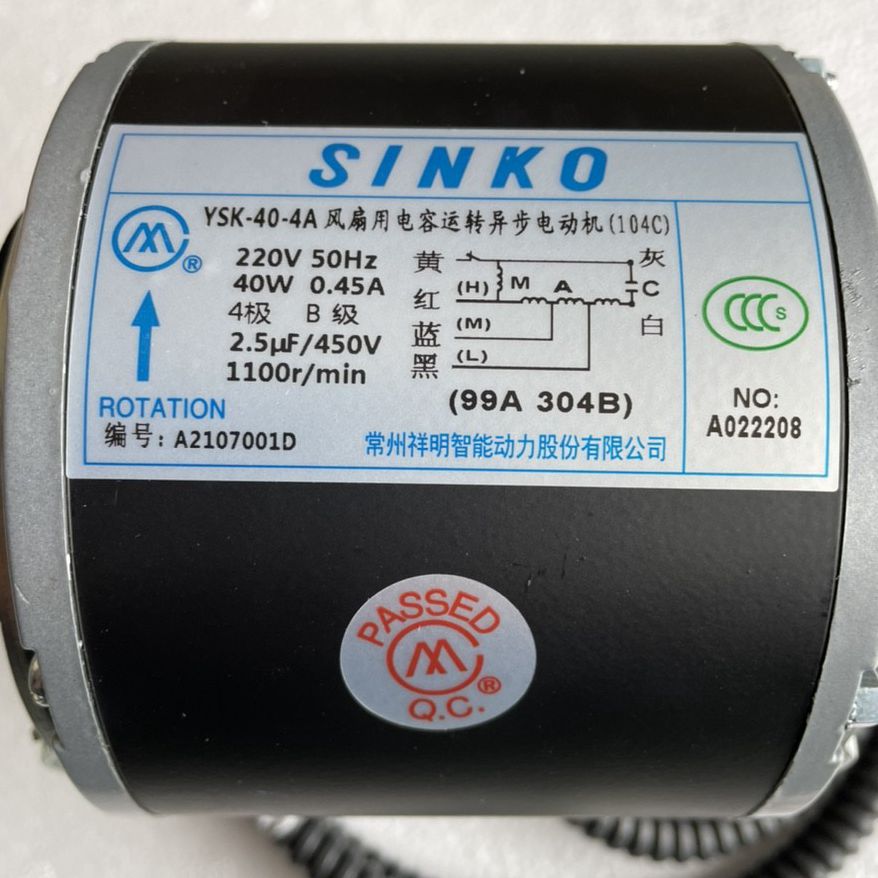 SINKO
YSK-40-4A 风扇用电容运转异步电动机(104C)
®
220V 50Hz
40W 0.45A
4极 B 级
2.5μF/450V
1100r/min
ROTATION
编号: A2107001D
黄 灰
红 (H) M A C
蓝 (M) 白
黑 (L)
(99A 304B)
常州祥明智能动力股份有限公司
CCC S
NO:
A022208
PASSED
®
Q.C.